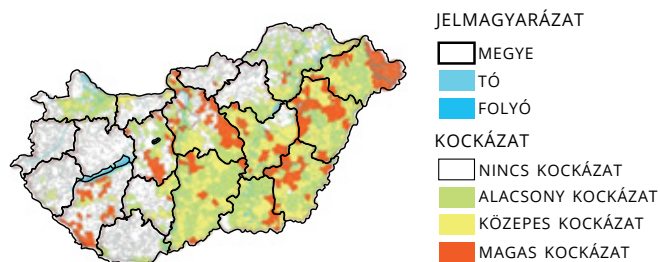 JELMAGYARÁZAT
MEGYE
TÓ
FOLYÓ
KOCKÁZAT
NINCS KOCKÁZAT
ALACSONY KOCKÁZAT
KÖZEPES KOCKÁZAT
MAGAS KOCKÁZAT